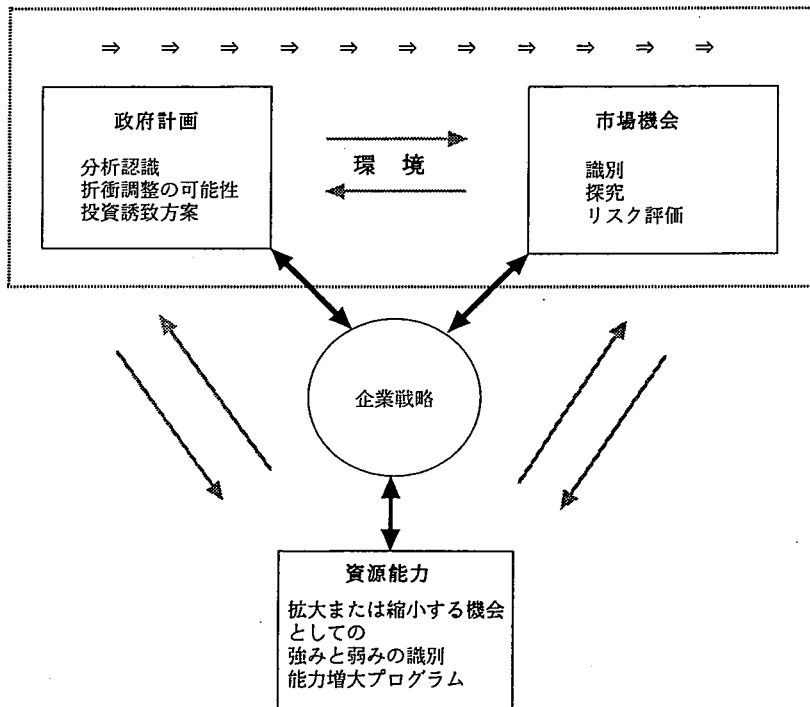 ⇒ ⇒ ⇒ ⇒ ⇒ ⇒ ⇒ ⇒ ⇒ ⇒ ⇒
政府計画
分析認識
折衝調整の可能性
投資誘致方案
環 境
市場機会
識別
探究
リスク評価
企業戦略
資源能力
拡大または縮小する機会
としての
強みと弱みの識別
能力増大プログラム